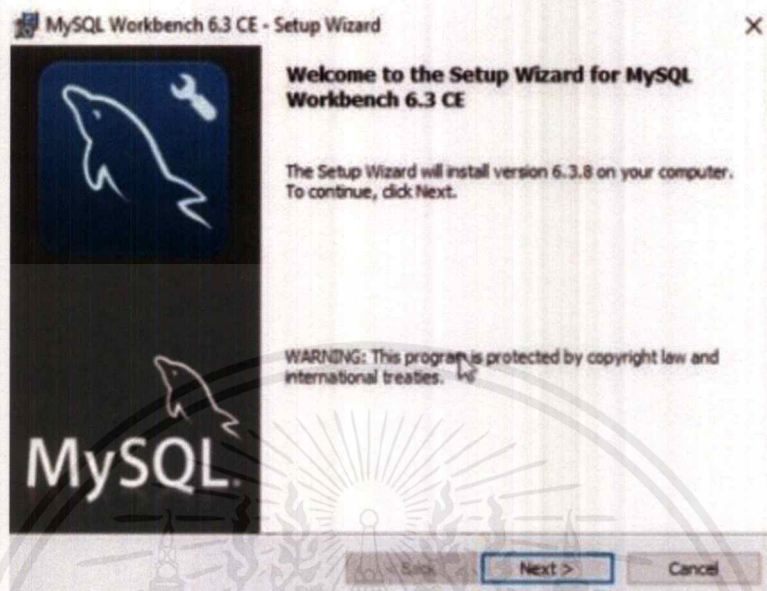 MySQL Workbench 6.3 CE - Setup Wizard
Welcome to the Setup Wizard for MySQL
Workbench 6.3 CE
The Setup Wizard will install version 6.3.8 on your computer.
To continue, click Next.
WARNING: This program is protected by copyright law and
international treaties.
MySQL.
< Back
Next >
Cancel